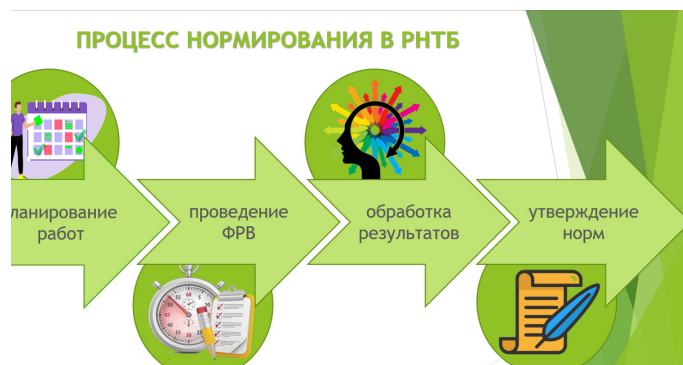 ПРОЦЕСС НОРМИРОВАНИЯ В РНТБ
ланирование
работ
проведение
ФРВ
обработка
результатов
утверждение
норм